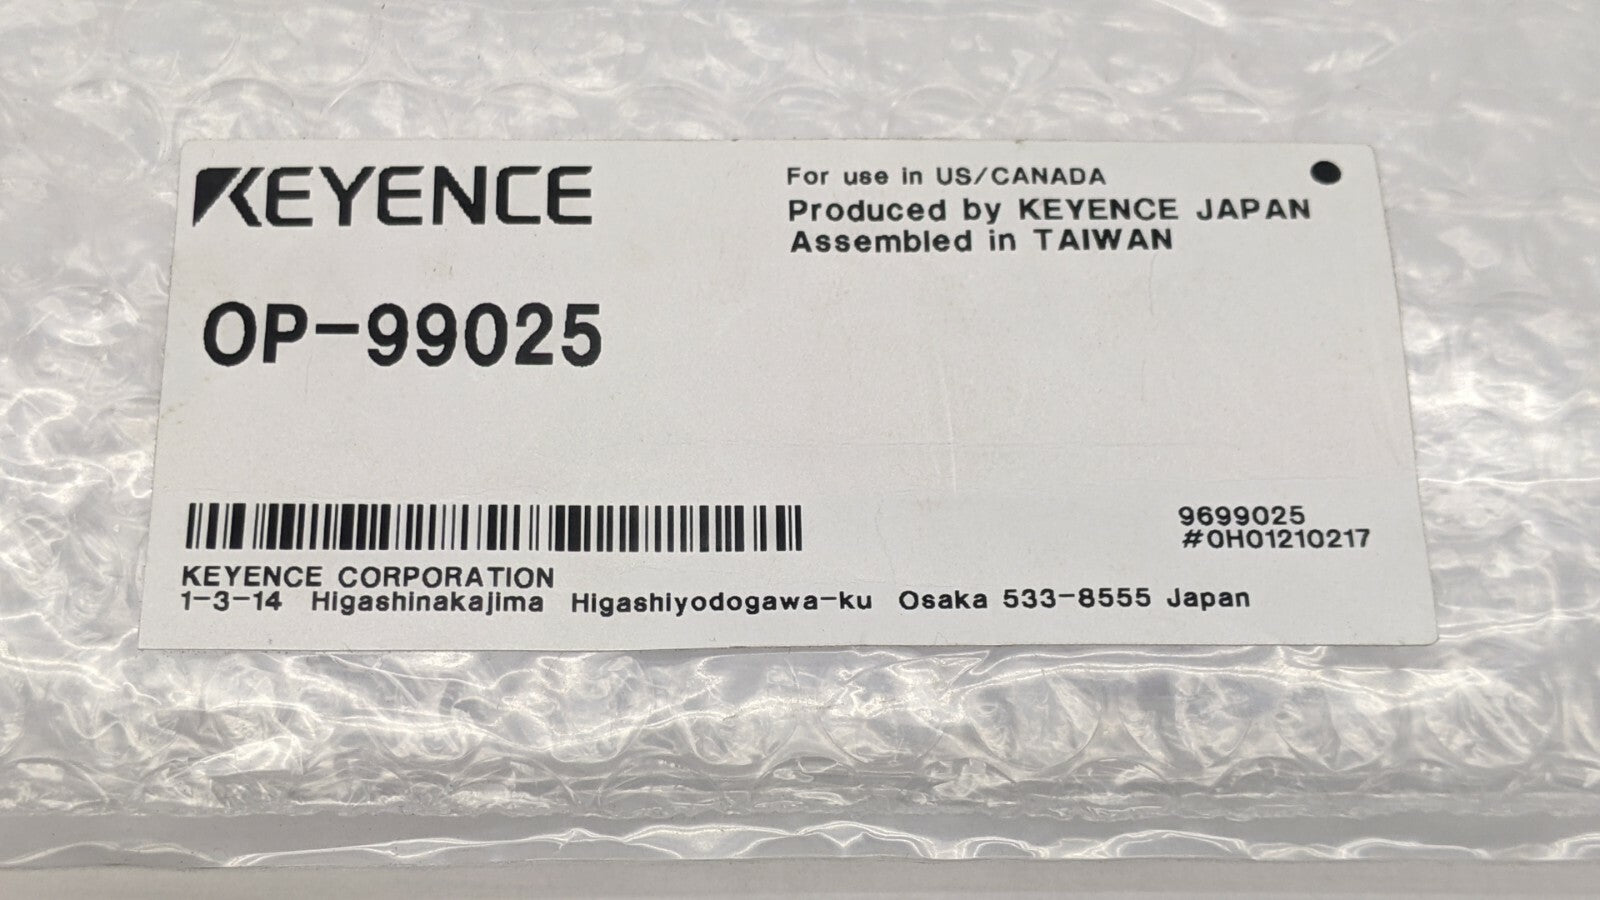 KEYENCE
For use in US/CANADA
Produced by KEYENCE JAPAN
Assembled in TAIWAN
OP-99025
9699025
#0H01210217
KEYENCE CORPORATION
1-3-14 Higashinakajima Higashiyodogawa-ku Osaka 533-8555 Japan